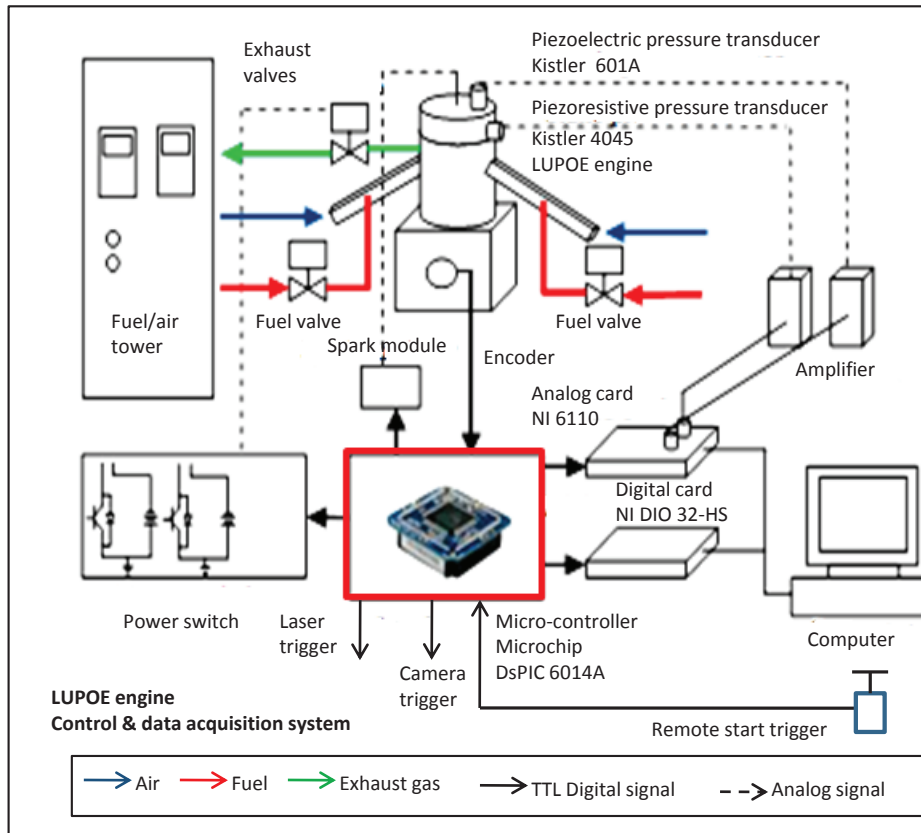 Exhaust
valves
Piezoelectric pressure transducer
Kistler 601A
Piezoresistive pressure transducer
Kistler 4045
LUPOE engine
Fuel/air
tower
Fuel valve
Fuel valve
Spark module
Encoder
Amplifier
Analog card
NI 6110
Digital card
NI DIO 32-HS
Power switch
Laser
trigger
Camera
trigger
Micro-controller
Microchip
DsPIC 6014A
Computer
Remote start trigger
LUPOE engine
Control & data acquisition system
Air
Fuel
Exhaust gas
TTL Digital signal
Analog signal